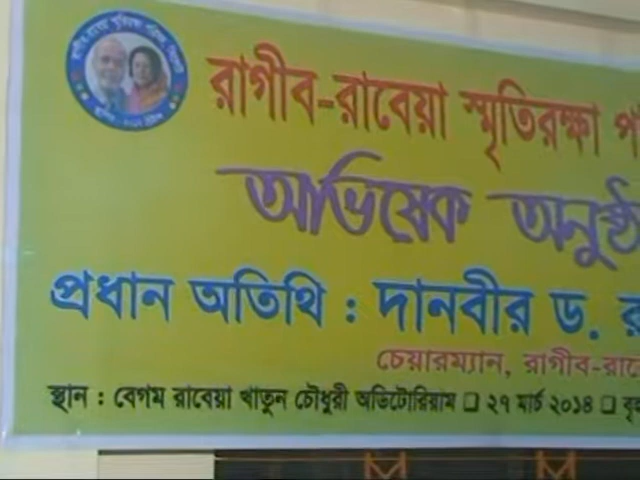 রাগীব-রাবেয়া স্মৃতিরক্ষা
অভিষেক
প্রধান অতিথি : দানবীর ড.
চেয়ারম্যান, রাগীব-রাবে
স্থান : বেগম রাবেয়া খাতুন চৌধুরী অডিটোরিয়াম □ ২৭ মার্চ ২০১৪ □